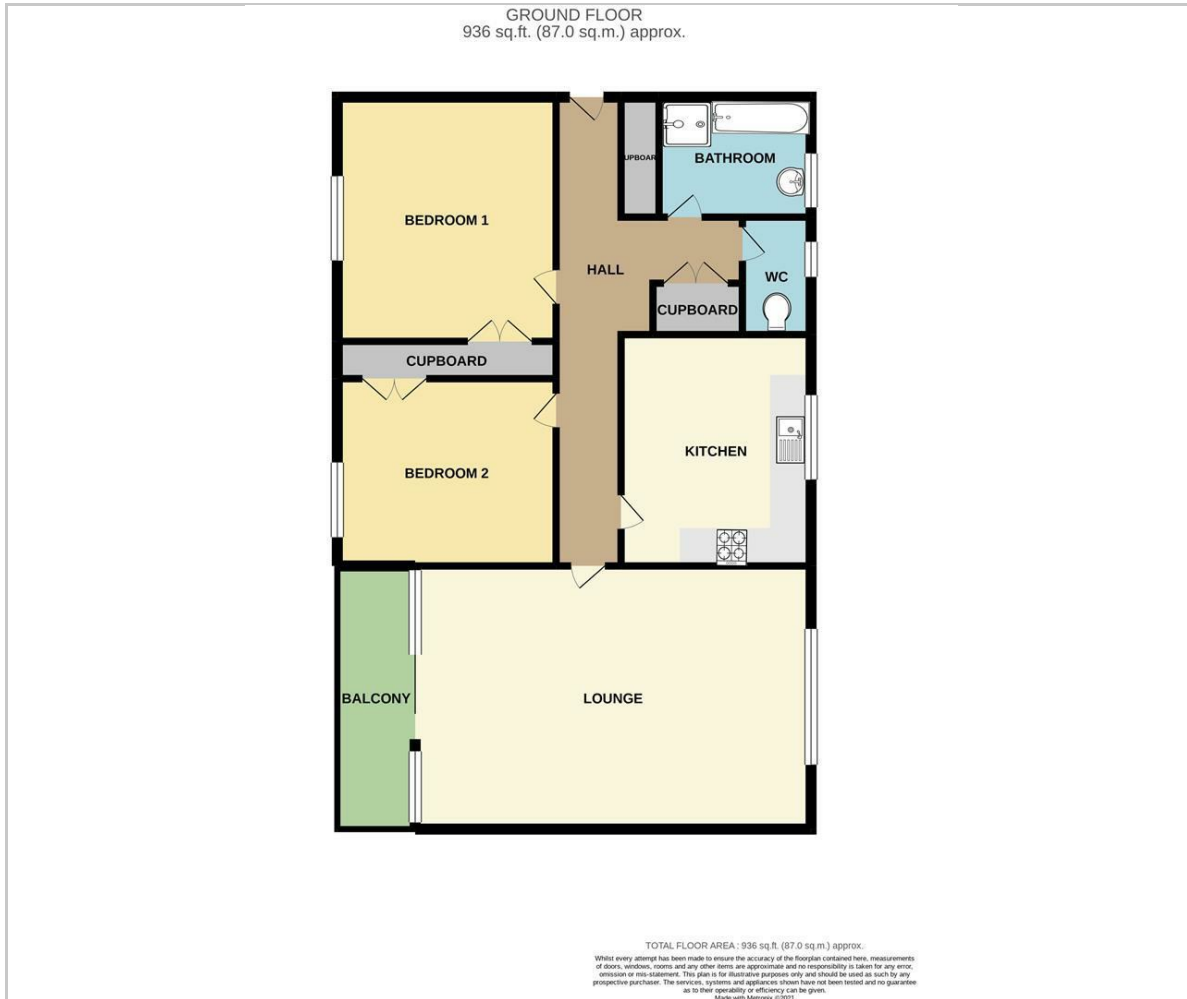 GROUND FLOOR
936 sq.ft. (87.0 sq.m.) approx.
UPBOAR
BATHROOM
BEDROOM 1
HALL
WC
CUPBOARD
CUPBOARD
KITCHEN
BEDROOM 2
BALCONY
LOUNGE
TOTAL FLOOR AREA : 936 sq.ft. (87.0 sq.m.) approx.
Whilst every attempt has been made to ensure the accuracy of the floorplan contained here, measurements
of doors, windows, rooms and any other items are approximate and no responsibility is taken for any error,
omission or mis-statement. This plan is for illustrative purposes only and should be used as such by any
prospective purchaser. The services, systems and appliances shown have not been tested and no guarantee
as to their operability or efficiency can be given.
Made with Metropix ©2021